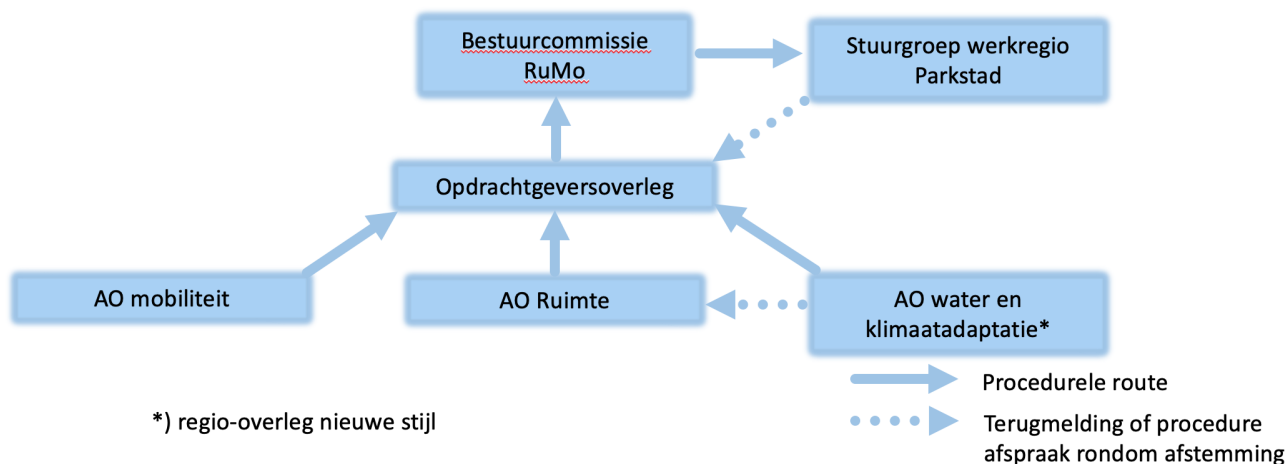 Bestuurcommissie
RuMo
Stuurgroep werkregio
Parkstad
Opdrachtgeversoverleg
AO mobiliteit
AO Ruimte
AO water en
klimaatadaptatie*
Procedurele route
*) regio-overleg nieuwe stijl
Terugmelding of procedure
afspraak rondom afstemming